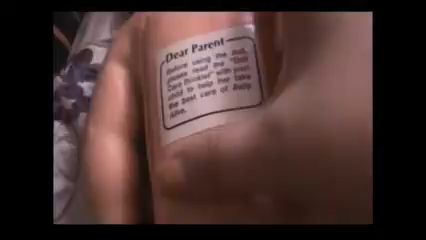 Dear Parent
Before using the doll,
please read the "Doll
Care Booklet" with your
child to help her take
the best care of Baby
Alive.